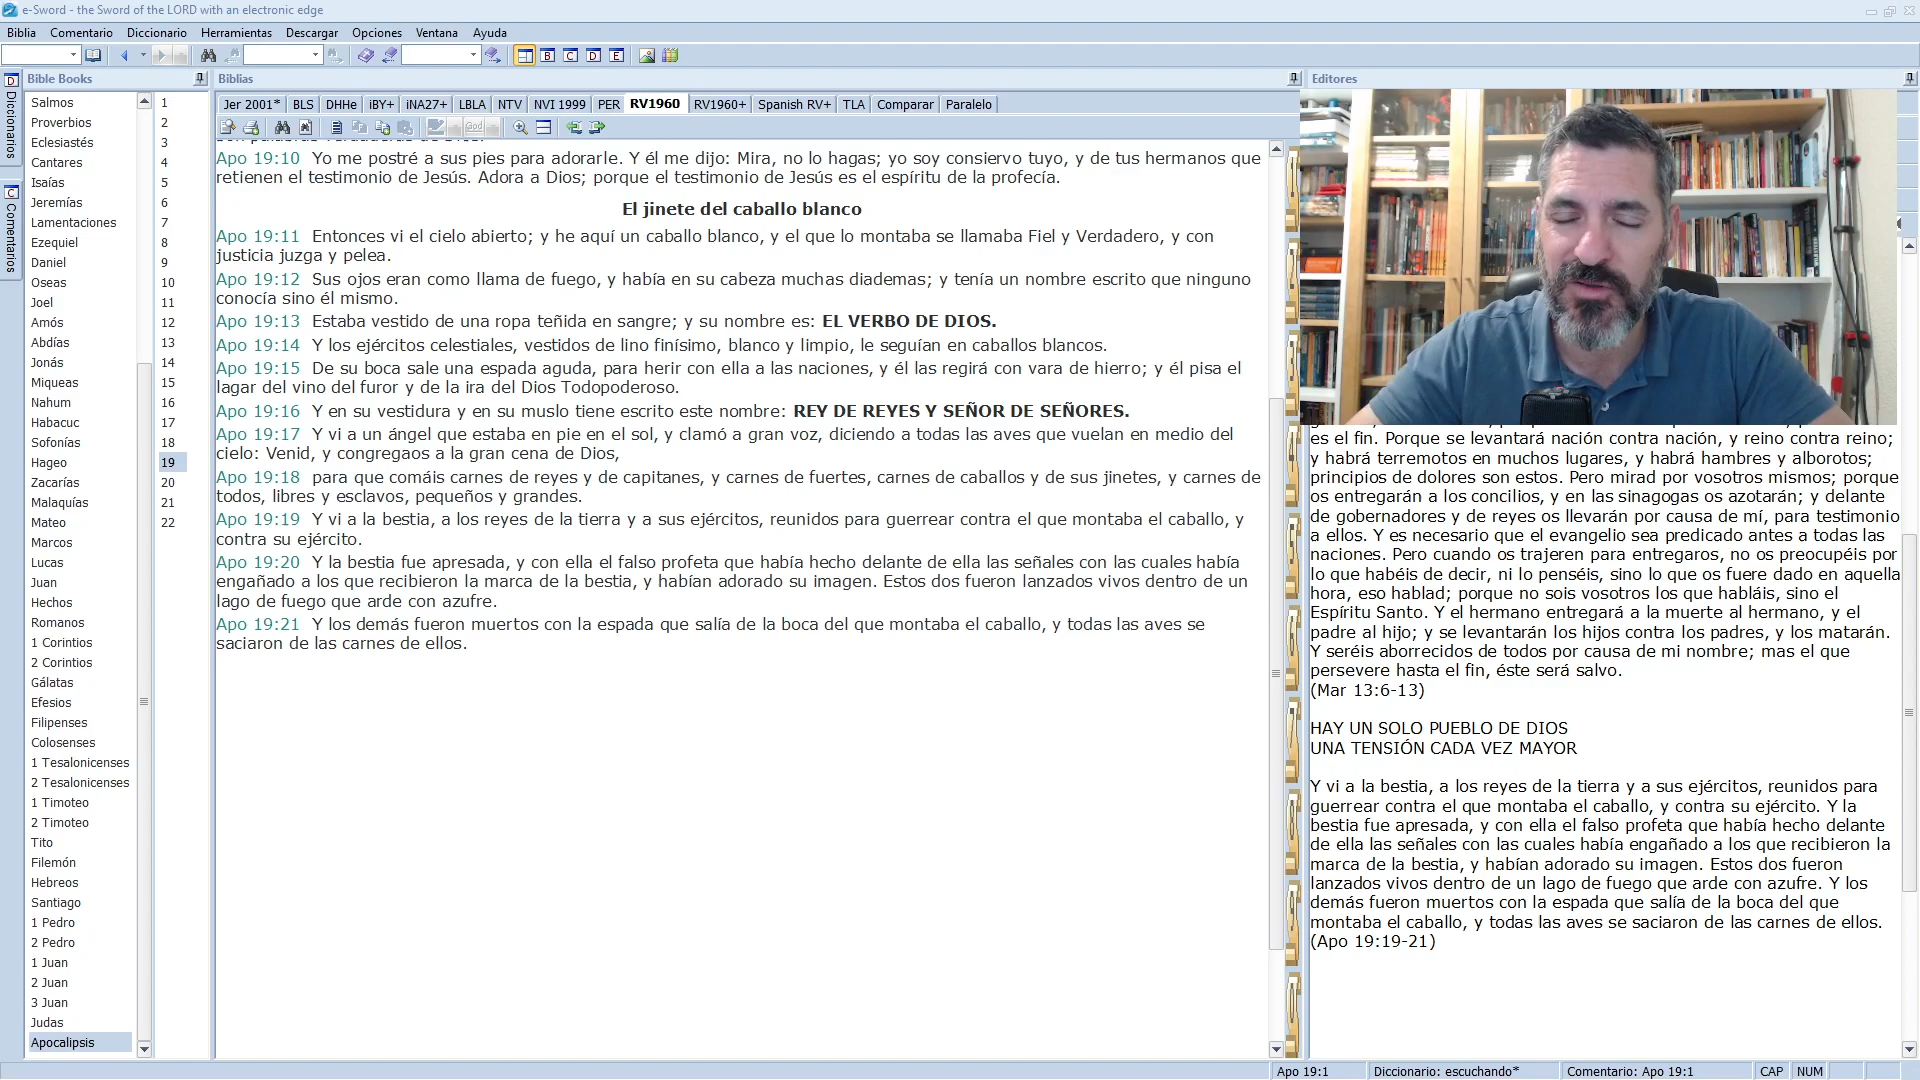 e-Sword - the Sword of the LORD with an electronic edge
Biblia Comentario Diccionario Herramientas Descargar Opciones Ventana Ayuda
B C D E
D Diccionarios
C Comentarios
Bible Books
Salmos
Proverbios
Eclesiastés
Cantares
Isaías
Jeremías
Lamentaciones
Ezequiel
Daniel
Oseas
Joel
Amós
Abdías
Jonás
Miqueas
Nahum
Habacuc
Sofonías
Hageo
Zacarías
Malaquías
Mateo
Marcos
Lucas
Juan
Hechos
Romanos
1 Corintios
2 Corintios
Gálatas
Efesios
Filipenses
Colosenses
1 Tesalonicenses
2 Tesalonicenses
1 Timoteo
2 Timoteo
Tito
Filemón
Hebreos
Santiago
1 Pedro
2 Pedro
1 Juan
2 Juan
3 Juan
Judas
Apocalipsis
1
2
3
4
5
6
7
8
9
10
11
12
13
14
15
16
17
18
19
20
21
22
Biblias
Jer 2001* BLS DHHe iBY+ iNA27+ LBLA NTV NVI 1999 PER RV1960 RV1960+ Spanish RV+ TLA Comparar Paralelo
God
Apo 19:10 Yo me postré a sus pies para adorarle. Y él me dijo: Mira, no lo hagas; yo soy consiervo tuyo, y de tus hermanos que
retienen el testimonio de Jesús. Adora a Dios; porque el testimonio de Jesús es el espíritu de la profecía.
El jinete del caballo blanco
Apo 19:11 Entonces vi el cielo abierto; y he aquí un caballo blanco, y el que lo montaba se llamaba Fiel y Verdadero, y con
justicia juzga y pelea.
Apo 19:12 Sus ojos eran como llama de fuego, y había en su cabeza muchas diademas; y tenía un nombre escrito que ninguno
conocía sino él mismo.
Apo 19:13 Estaba vestido de una ropa teñida en sangre; y su nombre es: EL VERBO DE DIOS.
Apo 19:14 Y los ejércitos celestiales, vestidos de lino finísimo, blanco y limpio, le seguían en caballos blancos.
Apo 19:15 De su boca sale una espada aguda, para herir con ella a las naciones, y él las regirá con vara de hierro; y él pisa el
lagar del vino del furor y de la ira del Dios Todopoderoso.
Apo 19:16 Y en su vestidura y en su muslo tiene escrito este nombre: REY DE REYES Y SEÑOR DE SEÑORES.
Apo 19:17 Y vi a un ángel que estaba en pie en el sol, y clamó a gran voz, diciendo a todas las aves que vuelan en medio del
cielo: Venid, y congregaos a la gran cena de Dios,
Apo 19:18 para que comáis carnes de reyes y de capitanes, y carnes de fuertes, carnes de caballos y de sus jinetes, y carnes de
todos, libres y esclavos, pequeños y grandes.
Apo 19:19 Y vi a la bestia, a los reyes de la tierra y a sus ejércitos, reunidos para guerrear contra el que montaba el caballo, y
contra su ejército.
Apo 19:20 Y la bestia fue apresada, y con ella el falso profeta que había hecho delante de ella las señales con las cuales había
engañado a los que recibieron la marca de la bestia, y habían adorado su imagen. Estos dos fueron lanzados vivos dentro de un
lago de fuego que arde con azufre.
Apo 19:21 Y los demás fueron muertos con la espada que salía de la boca del que montaba el caballo, y todas las aves se
saciaron de las carnes de ellos.
Editores
es el fin. Porque se levantará nación contra nación, y reino contra reino;
y habrá terremotos en muchos lugares, y habrá hambres y alborotos;
principios de dolores son estos. Pero mirad por vosotros mismos; porque
os entregarán a los concilios, y en las sinagogas os azotarán; y delante
de gobernadores y de reyes os llevarán por causa de mí, para testimonio
a ellos. Y es necesario que el evangelio sea predicado antes a todas las
naciones. Pero cuando os trajeren para entregaros, no os preocupéis por
lo que habéis de decir, ni lo penséis, sino lo que os fuere dado en aquella
hora, eso hablad; porque no sois vosotros los que habláis, sino el
Espíritu Santo. Y el hermano entregará a la muerte al hermano, y el
padre al hijo; y se levantarán los hijos contra los padres, y los matarán.
Y seréis aborrecidos de todos por causa de mi nombre; mas el que
persevere hasta el fin, éste será salvo.
(Mar 13:6-13)
HAY UN SOLO PUEBLO DE DIOS
UNA TENSIÓN CADA VEZ MAYOR
Y vi a la bestia, a los reyes de la tierra y a sus ejércitos, reunidos para
guerrear contra el que montaba el caballo, y contra su ejército. Y la
bestia fue apresada, y con ella el falso profeta que había hecho delante
de ella las señales con las cuales había engañado a los que recibieron la
marca de la bestia, y habían adorado su imagen. Estos dos fueron
lanzados vivos dentro de un lago de fuego que arde con azufre. Y los
demás fueron muertos con la espada que salía de la boca del que
montaba el caballo, y todas las aves se saciaron de las carnes de ellos.
(Apo 19:19-21)
Apo 19:1 Diccionario: escuchando* Comentario: Apo 19:1 CAP NUM